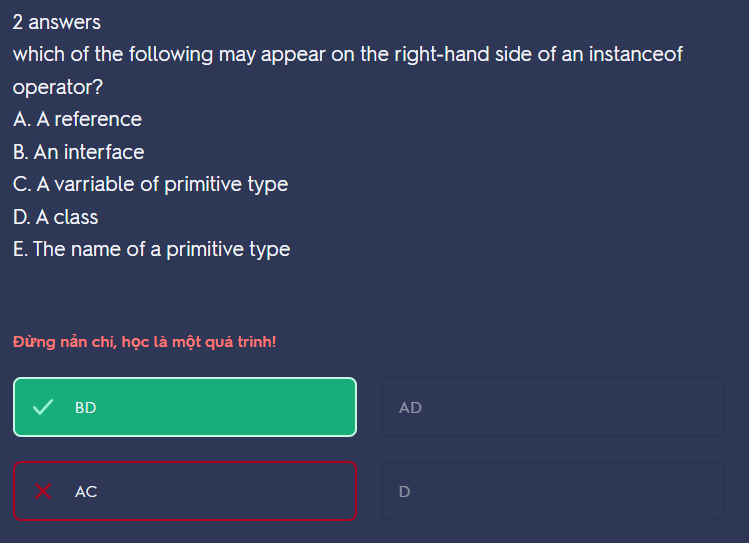 2 answers
which of the following may appear on the right-hand side of an instanceof
operator?
A. A reference
B. An interface
C. A varriable of primitive type
D. A class
E. The name of a primitive type
Đừng nản chí, học là một quá trình!
BD
AD
AC
D